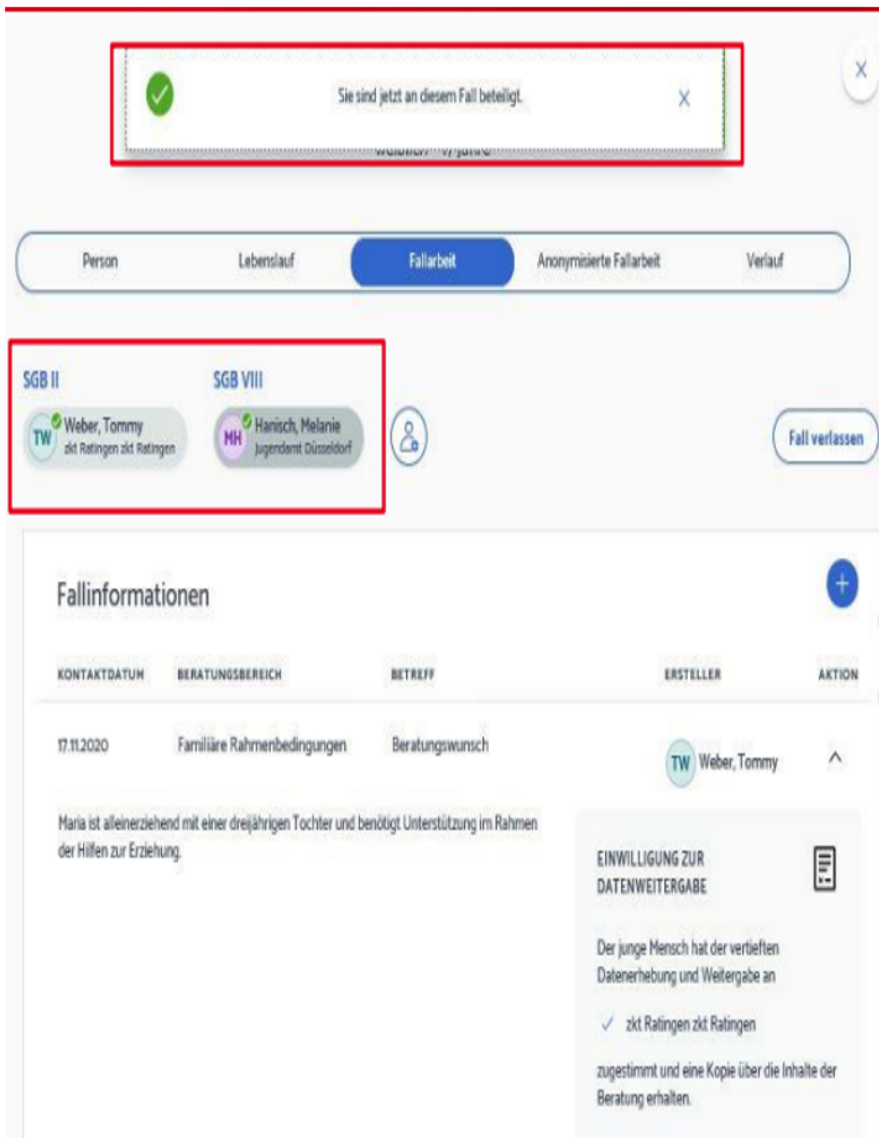 Sie sind jetzt an diesem Fall beteiligt.
Person
Lebenslauf
Fallarbeit
Anonymisierte Fallarbeit
Verlauf
SGB II
SGB VIII
TW
Weber, Tommy
zkt Ratingen zkt Ratingen
MH
Hanisch, Melanie
Jugendamt Düsseldorf
Fall verlassen
Fallinformationen
KONTAKTDATUM
BERATUNGSBEREICH
BETREFF
ERSTELLER
AKTION
17.11.2020
Familiäre Rahmenbedingungen
Beratungswunsch
TW
Weber, Tommy
Maria ist alleinerziehend mit einer dreijährigen Tochter und benötigt Unterstützung im Rahmen
der Hilfen zur Erziehung.
EINWILLIGUNG ZUR
DATENWEITERGABE
Der junge Mensch hat der vertieften
Datenerhebung und Weitergabe an
zkt Ratingen zkt Ratingen
zugestimmt und eine Kopie über die Inhalte der
Beratung erhalten.